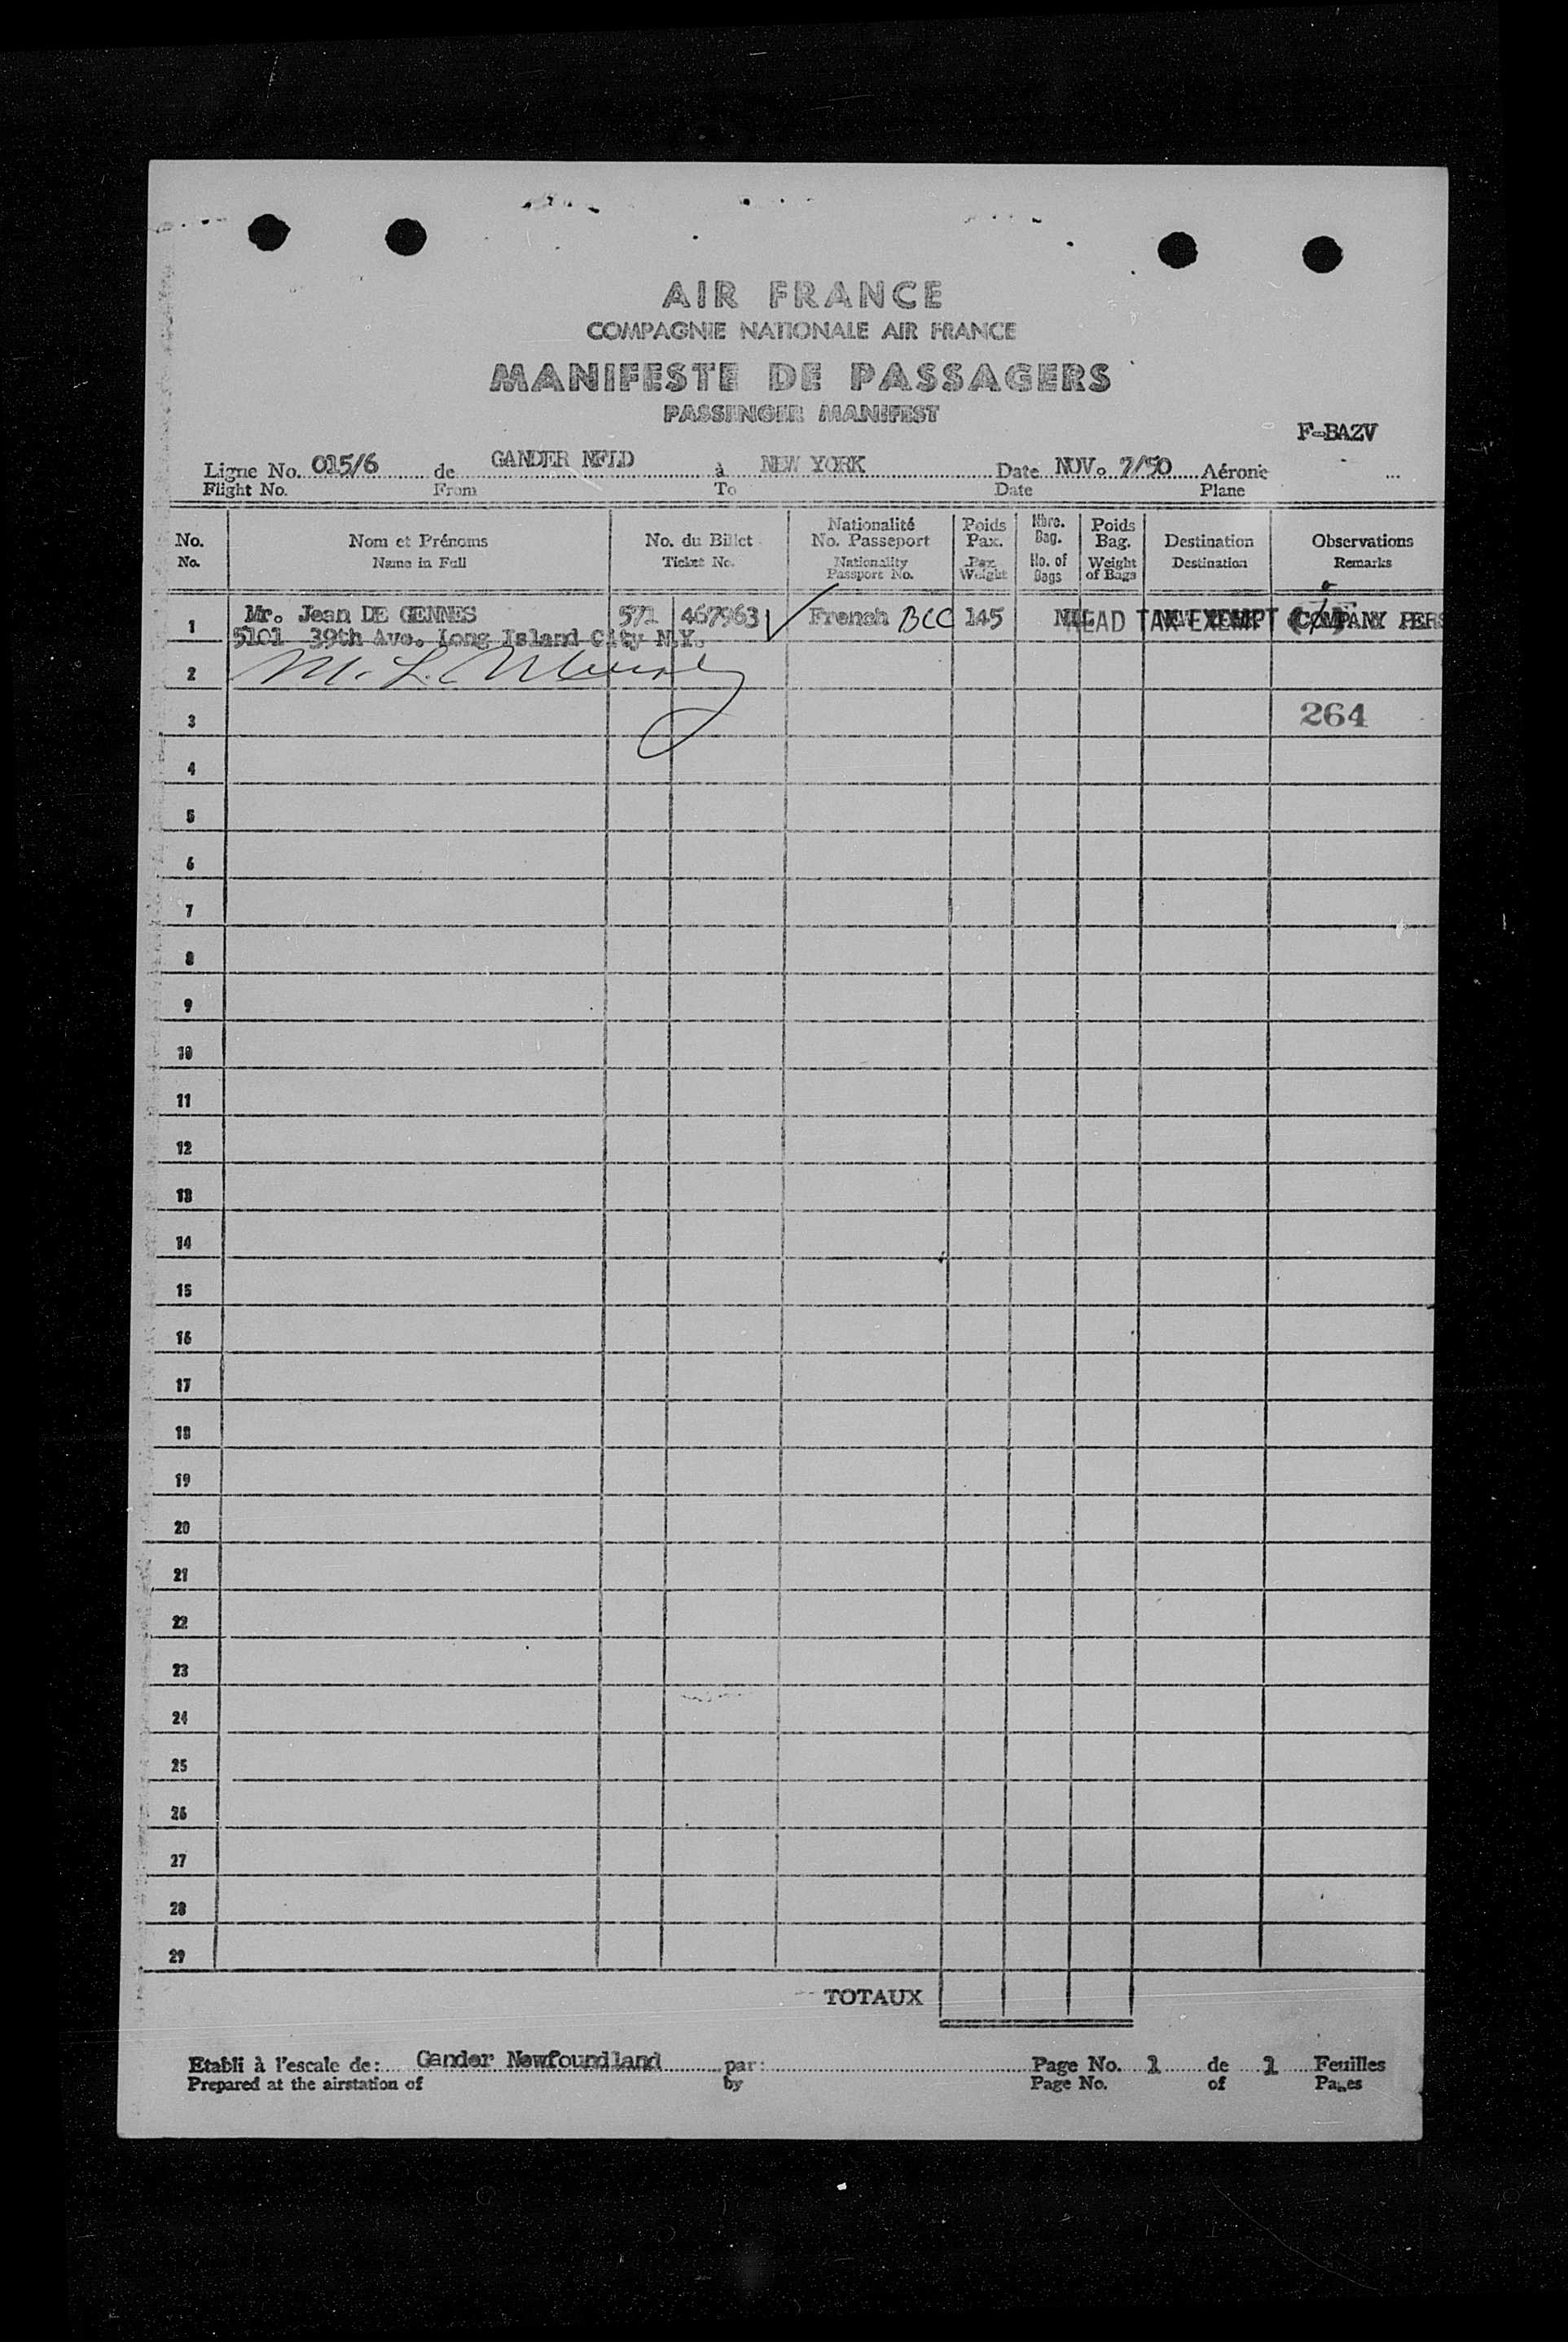 AIR FRANCE
COMPAGNIE NATIONALE AIR FRANCE
MANIFESTE DE PASSAGERS
PASSENGER MANIFEST
F-BAZV
Ligne No. 015/6 de GANDER NFLD à NEW YORK Date NOV. 7/50 Aérone
Flight No. From To Date Plane
No. Nom et Prénoms No. du Billet Nationalité No. Passeport Poids Pax. Nbre. Bag. Poids Bag. Destination Observations
No. Name in Full Ticket No. Nationality Passport No. Pax Weight No. of Bags Weight of Bags Destination Remarks
1 Mr. Jean DE GENNES 571 467963 French BCC 145 NIL HEAD TAX EXEMPT NEW YORK COMPANY PERS
5101 39th Ave. Long Island City N.Y.
2 M. L.
3 264
4
5
6
7
8
9
10
11
12
13
14
15
16
17
18
19
20
21
22
23
24
25
26
27
28
29
TOTAUX
Etabli à l'escale de: Gander Newfoundland par: Page No. 1 de 1 Feuilles
Prepared at the airstation of by Page No. of Pages